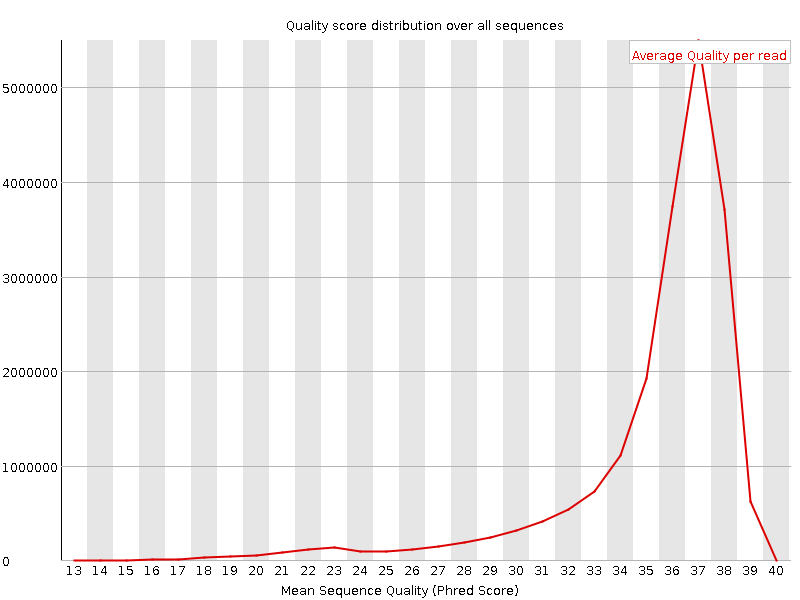 Quality score distribution over all sequences
Average Quality per read
5000000
4000000
3000000
2000000
1000000
0
13 14 15 16 17 18 19 20 21 22 23 24 25 26 27 28 29 30 31 32 33 34 35 36 37 38 39 40
Mean Sequence Quality (Phred Score)